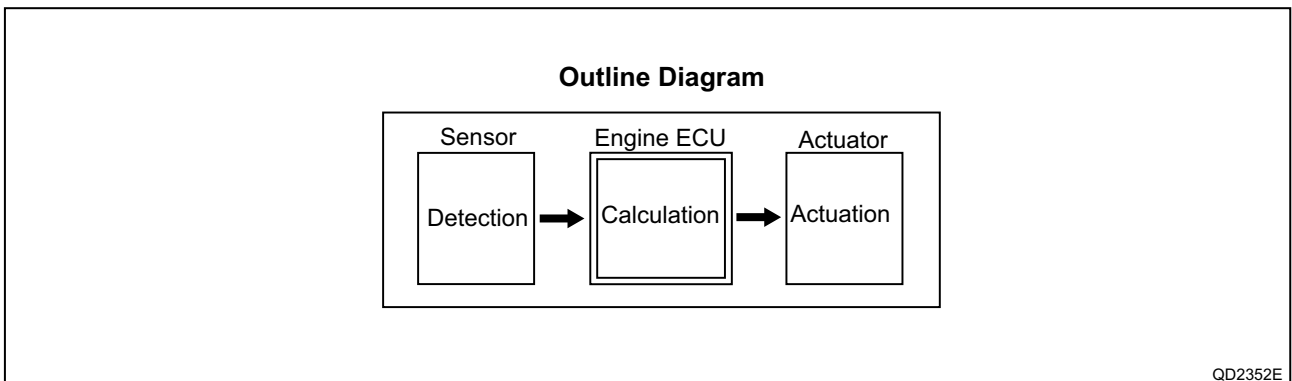 Outline Diagram
Sensor Engine ECU Actuator
Detection Calculation Actuation
QD2352E